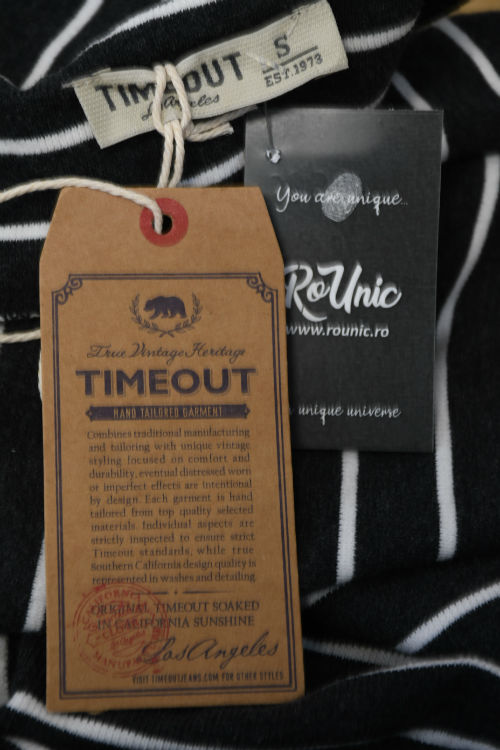 TIMEOUT
Los Angeles
S
EST.1973
You are unique...
RoUnic
www.rounic.ro
unique universe
True Vintage Heritage
TIMEOUT
HAND TAILORED GARMENT
Combines traditional manufacturing
and tailoring with unique vintage
styling focused on comfort and
durability, eventual distressed worn
or imperfect effects are intentional
by design. Each garment is hand
tailored from top quality selected
materials. Individual aspects are
strictly inspected to ensure strict
Timeout standards, while true
Southern California design quality is
represented in washes and detailing.
ORIGINAL TIMEOUT SOAKED
IN CALIFORNIA SUNSHINE
Los Angeles
VISIT TIMEOUTJEANS.COM FOR OTHER STYLES